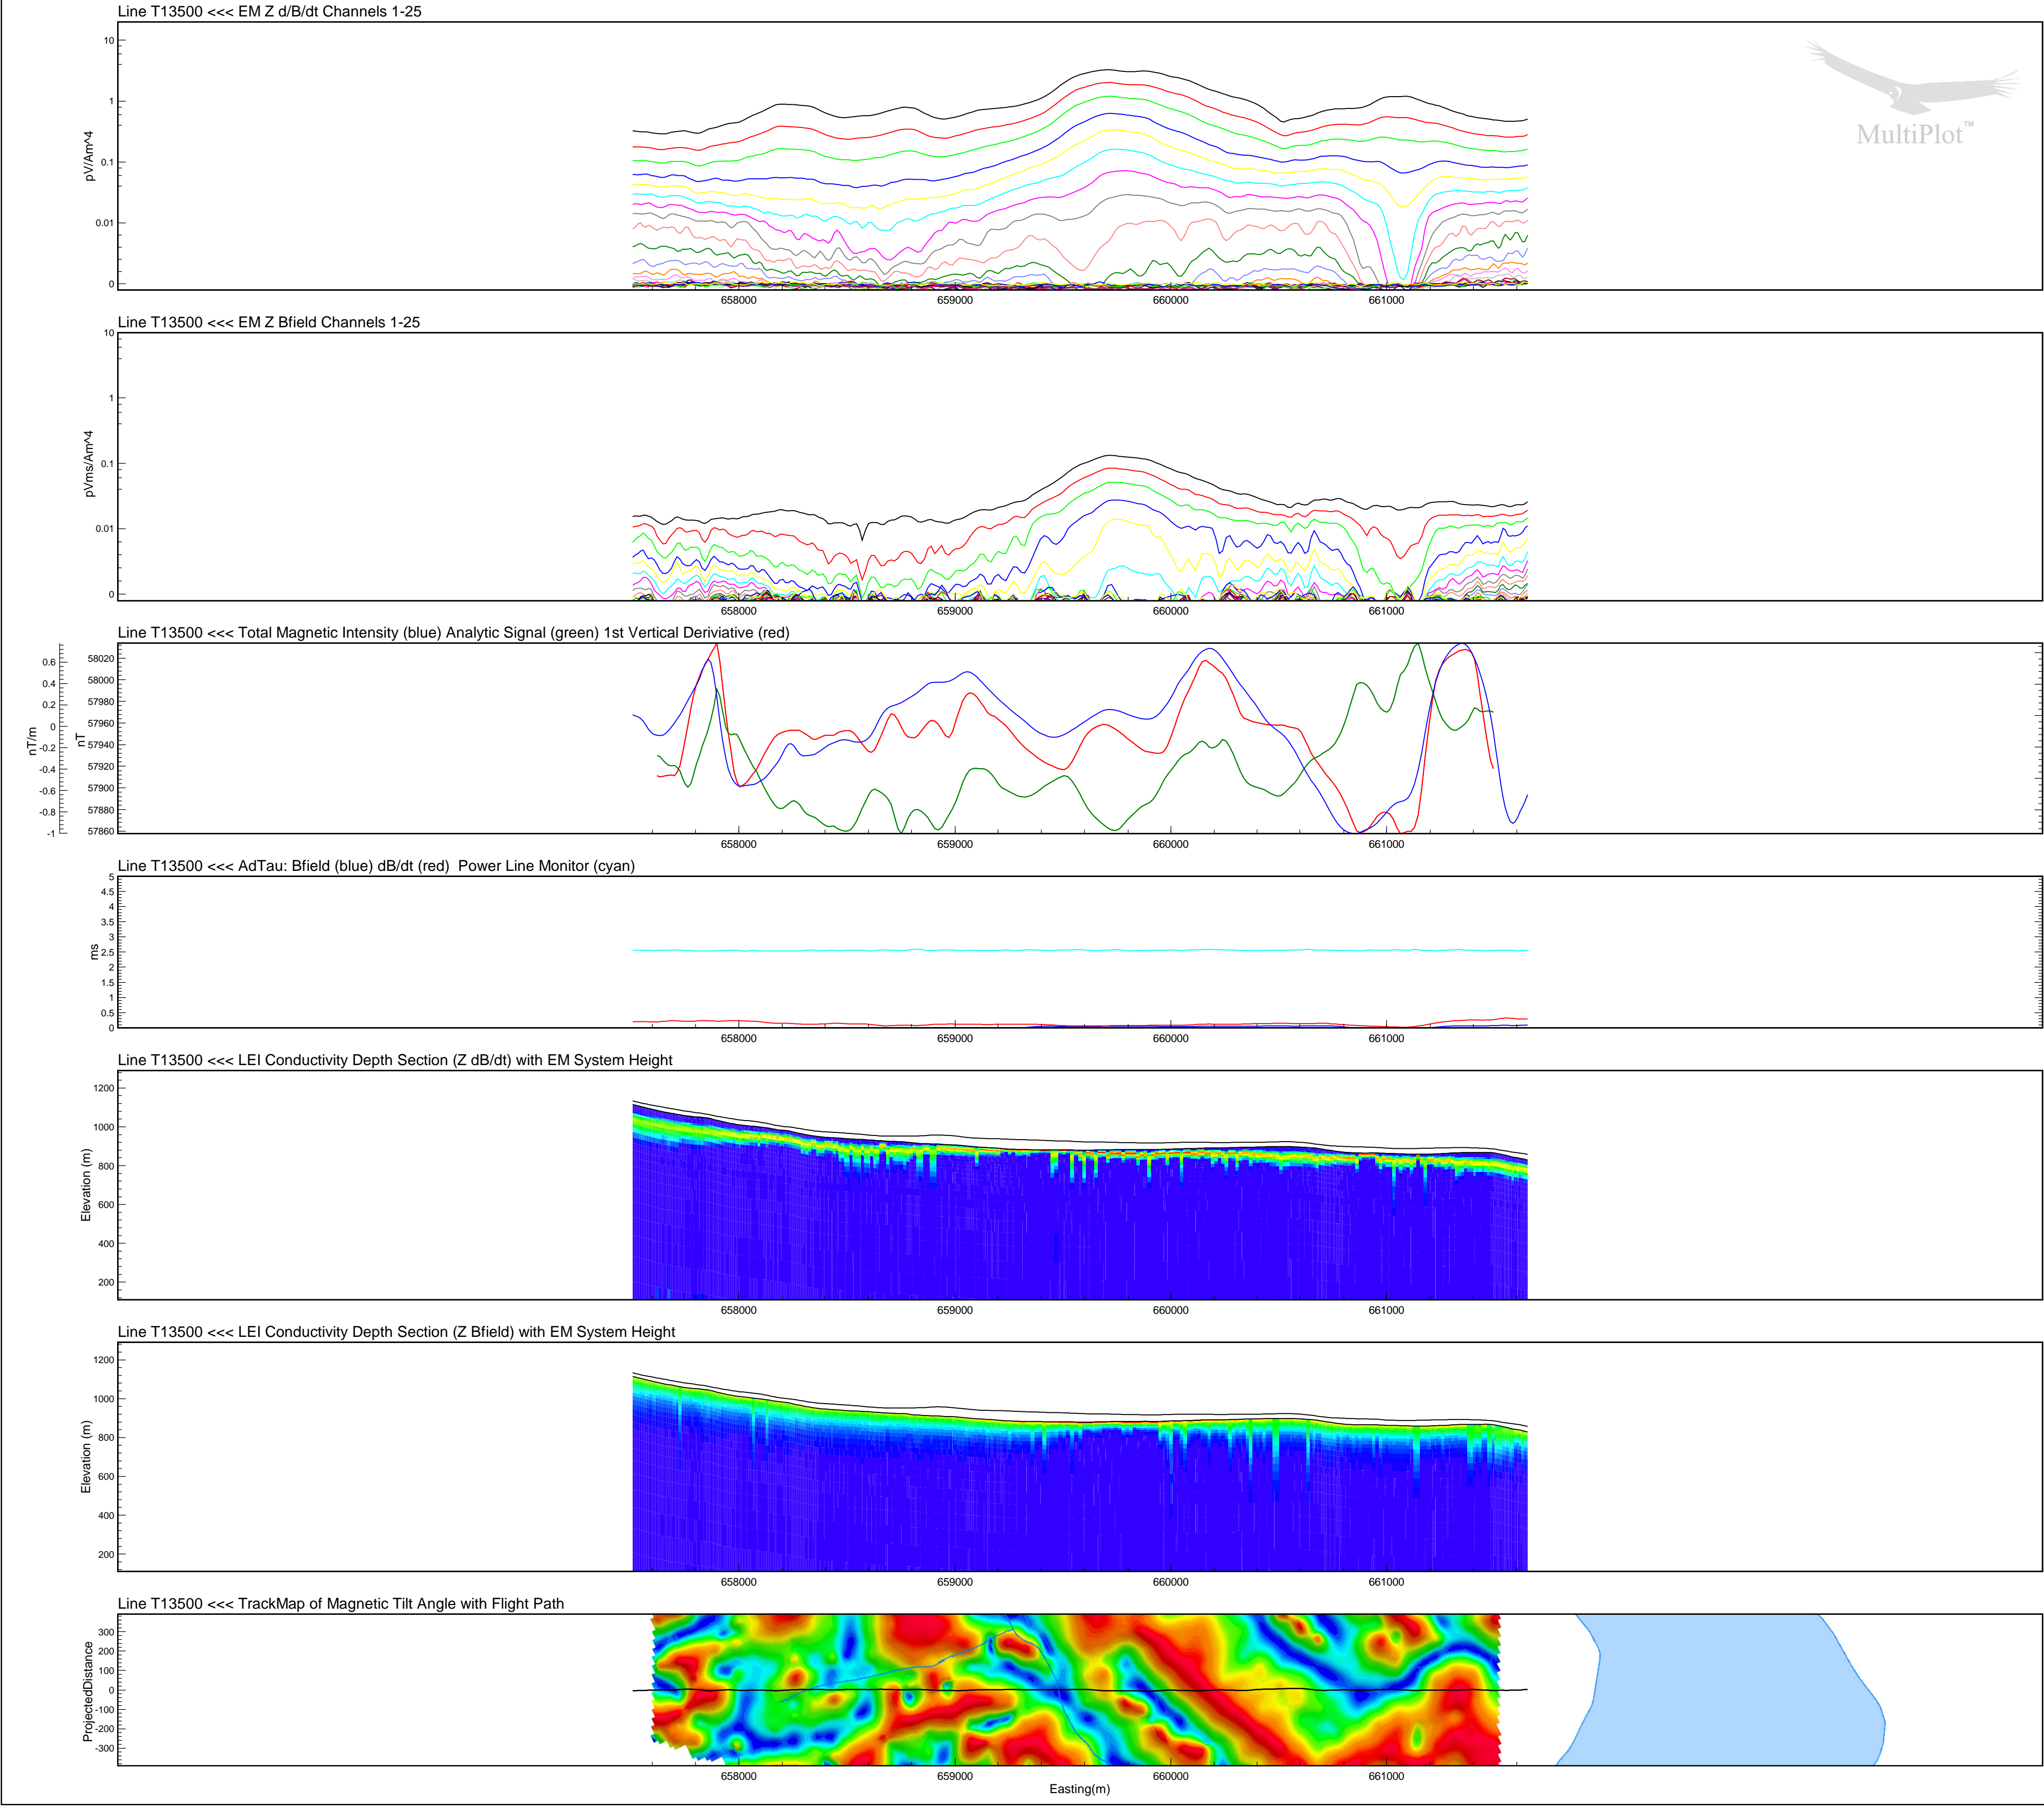 Line T13500 <<< EM Z d/B/dt Channels 1-25
10
1
0.1
0.01
0
pV/Am^4
658000 659000 660000 661000
MultiPlot™
Line T13500 <<< EM Z Bfield Channels 1-25
10
1
0.1
0.01
0
pVms/Am^4
658000 659000 660000 661000
Line T13500 <<< Total Magnetic Intensity (blue) Analytic Signal (green) 1st Vertical Deriviative (red)
0.6
0.4
0.2
0
-0.2
-0.4
-0.6
-0.8
-1
nT/m
58020
58000
57980
57960
57940
57920
57900
57880
57860
nT
658000 659000 660000 661000
Line T13500 <<< AdTau: Bfield (blue) dB/dt (red) Power Line Monitor (cyan)
5
4.5
4
3.5
3
2.5
2
1.5
1
0.5
0
ms
658000 659000 660000 661000
Line T13500 <<< LEI Conductivity Depth Section (Z dB/dt) with EM System Height
1200
1000
800
600
400
200
Elevation (m)
658000 659000 660000 661000
Line T13500 <<< LEI Conductivity Depth Section (Z Bfield) with EM System Height
1200
1000
800
600
400
200
Elevation (m)
658000 659000 660000 661000
Line T13500 <<< TrackMap of Magnetic Tilt Angle with Flight Path
300
200
100
0
-100
-200
-300
ProjectedDistance
658000 659000 660000 661000
Easting(m)